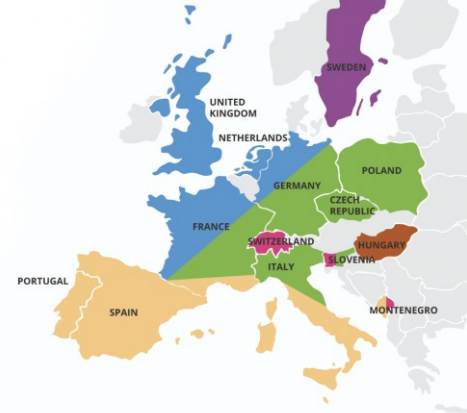 SWEDEN
UNITED
KINGDOM
NETHERLANDS
POLAND
GERMANY
CZECH
REPUBLIC
FRANCE
SWITZERLAND
HUNGARY
SLOVENIA
ITALY
PORTUGAL
SPAIN
MONTENEGRO